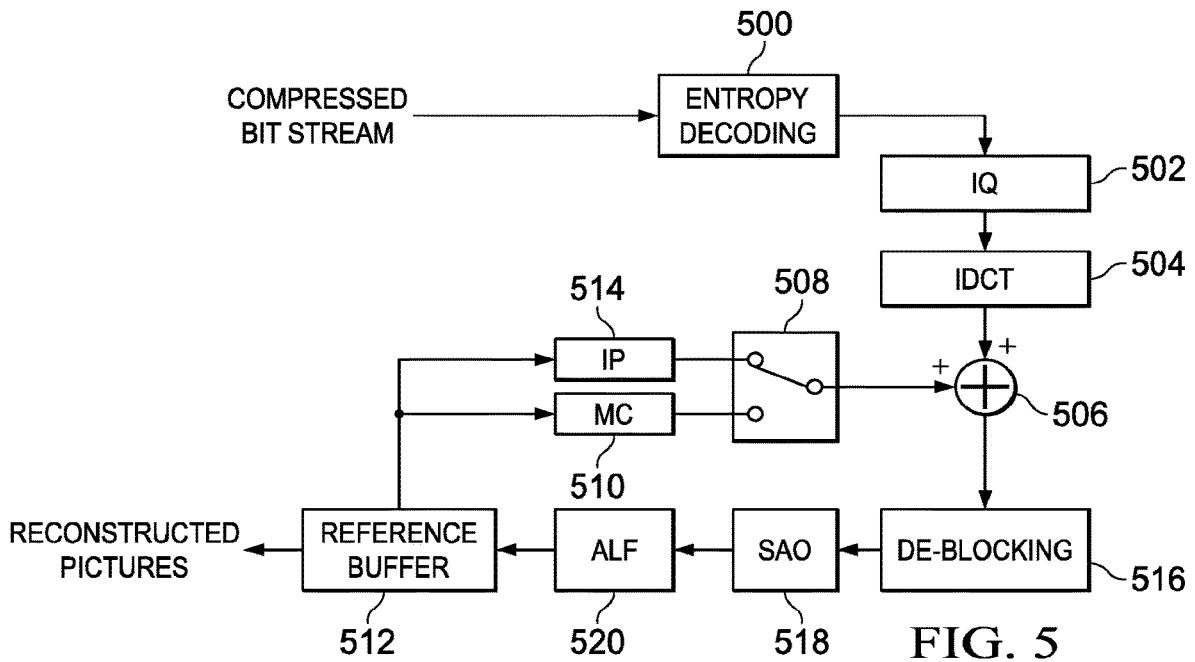 500
COMPRESSED
BIT STREAM
ENTROPY
DECODING
IQ
502
IDCT
504
514
508
IP
+
+
MC
506
510
RECONSTRUCTED
PICTURES
REFERENCE
BUFFER
ALF
SAO
DE-BLOCKING
516
512
520
518
FIG. 5